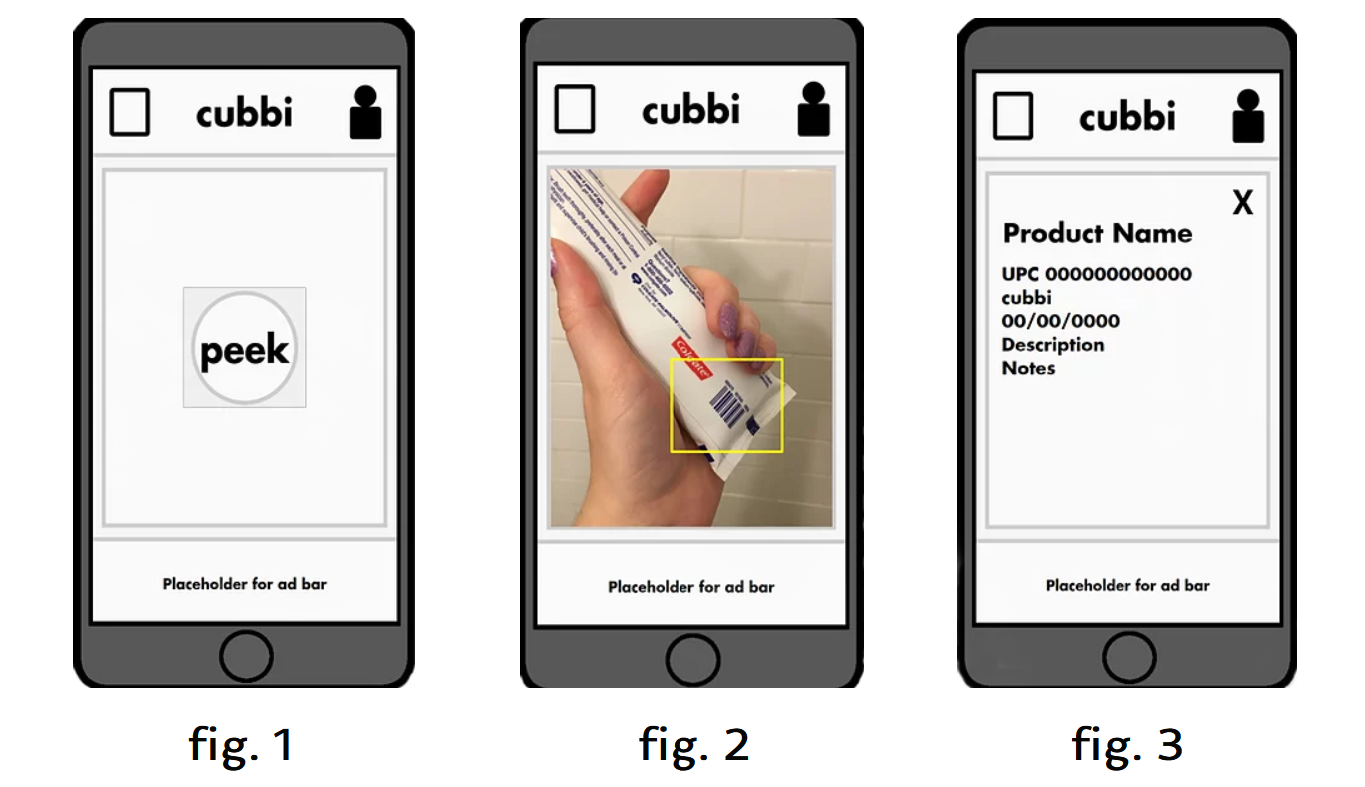 cubbi
peek
Placeholder for ad bar
fig. 1
cubbi
Colgate
Placeholder for ad bar
fig. 2
cubbi
X
Product Name
UPC 000000000000
cubbi
00/00/0000
Description
Notes
Placeholder for ad bar
fig. 3